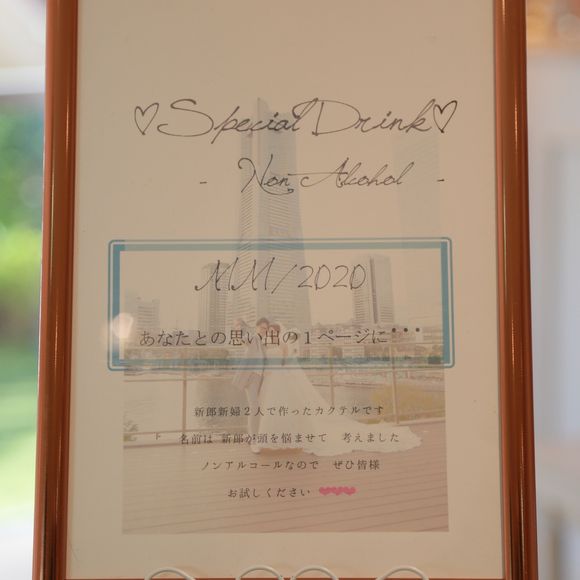 ♡Special Drink♡
- Non Alcohol -
MM/2020
あなたとの思い出の１ページに・・・
新郎新婦２人で作ったカクテルです
名前は 新郎が頭を悩ませて 考えました
ノンアルコールなので ぜひ皆様
お試しください ❤❤❤